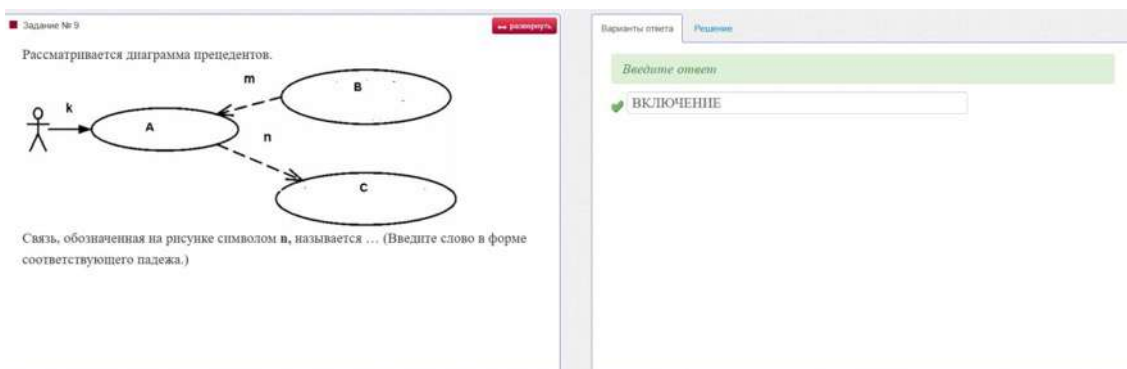 Задание № 9
развернуть
Рассматривается диаграмма прецедентов.
m
B
k
A
n
C
Связь, обозначенная на рисунке символом n, называется … (Введите слово в форме
соответствующего падежа.)
Варианты ответа
Решение
Введите ответ
ВКЛЮЧЕНИЕ